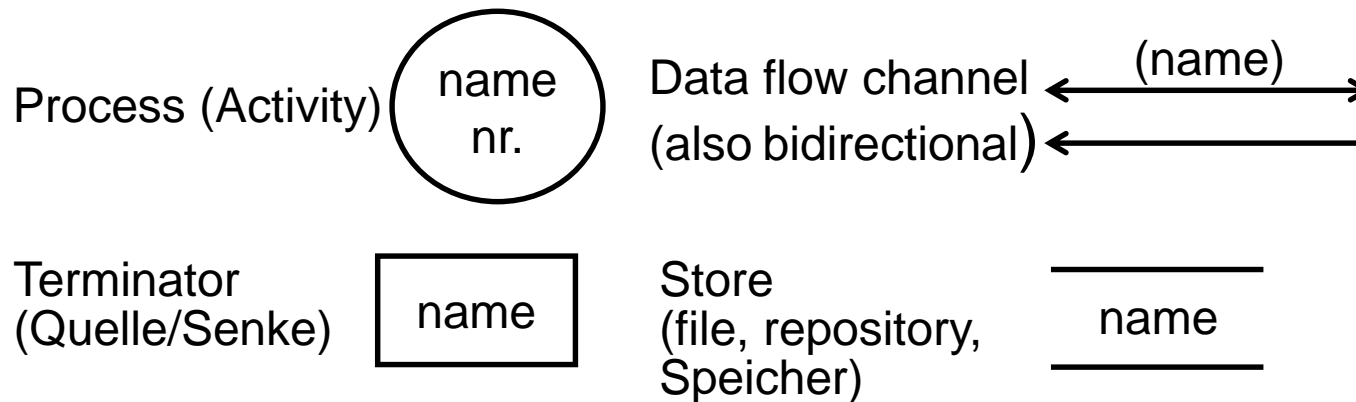 Process (Activity)
name
nr.
Data flow channel
(also bidirectional)
(name)
Terminator
(Quelle/Senke)
name
Store
(file, repository,
Speicher)
name